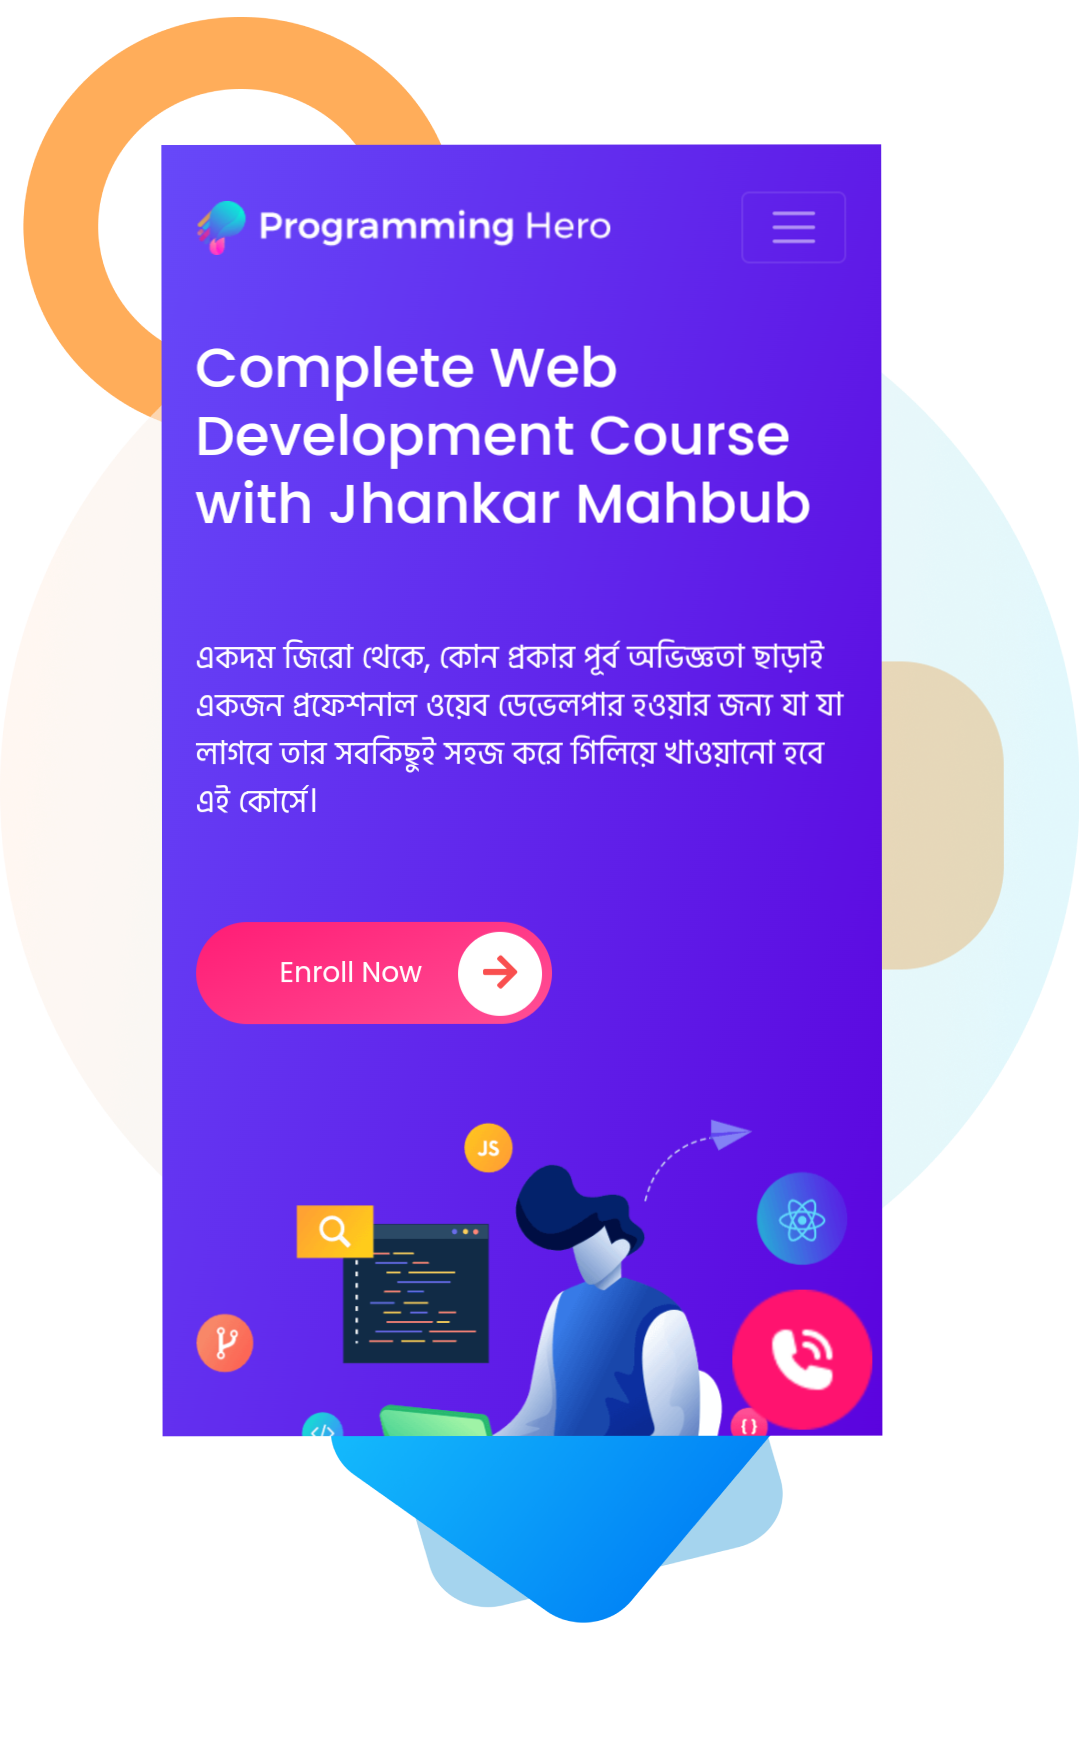 Programming Hero
Complete Web
Development Course
with Jhankar Mahbub
একদম জিরো থেকে, কোন প্রকার পূর্ব অভিজ্ঞতা ছাড়াই
একজন প্রফেশনাল ওয়েব ডেভেলপার হওয়ার জন্য যা যা
লাগবে তার সবকিছুই সহজ করে গিলিয়ে খাওয়ানো হবে
এই কোর্সে।
Enroll Now
JS
</>
{}